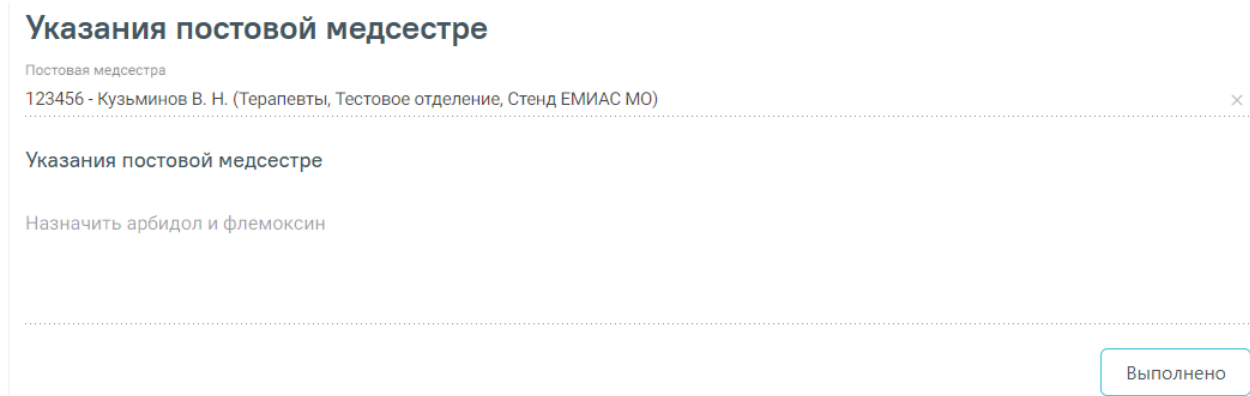 Указания постовой медсестре
Постовая медсестра
123456 - Кузьминов В. Н. (Терапевты, Тестовое отделение, Стенд ЕМИАС МО)
Указания постовой медсестре
Назначить арбидол и флемоксин
Выполнено